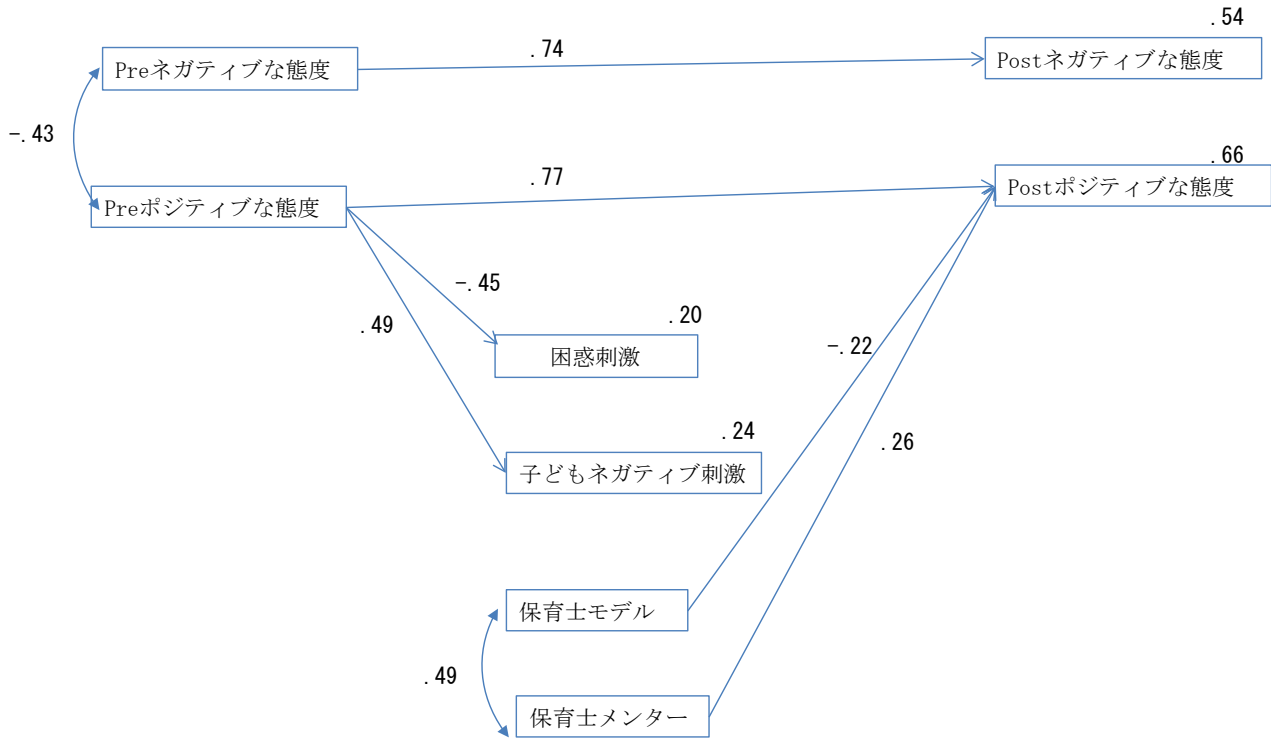 .54
.74
Preネガティブな態度
Postネガティブな態度
-.43
.66
.77
Preポジティブな態度
Postポジティブな態度
-.45
.49
.20
困惑刺激
-.22
.24
.26
子どもネガティブ刺激
保育士モデル
.49
保育士メンター